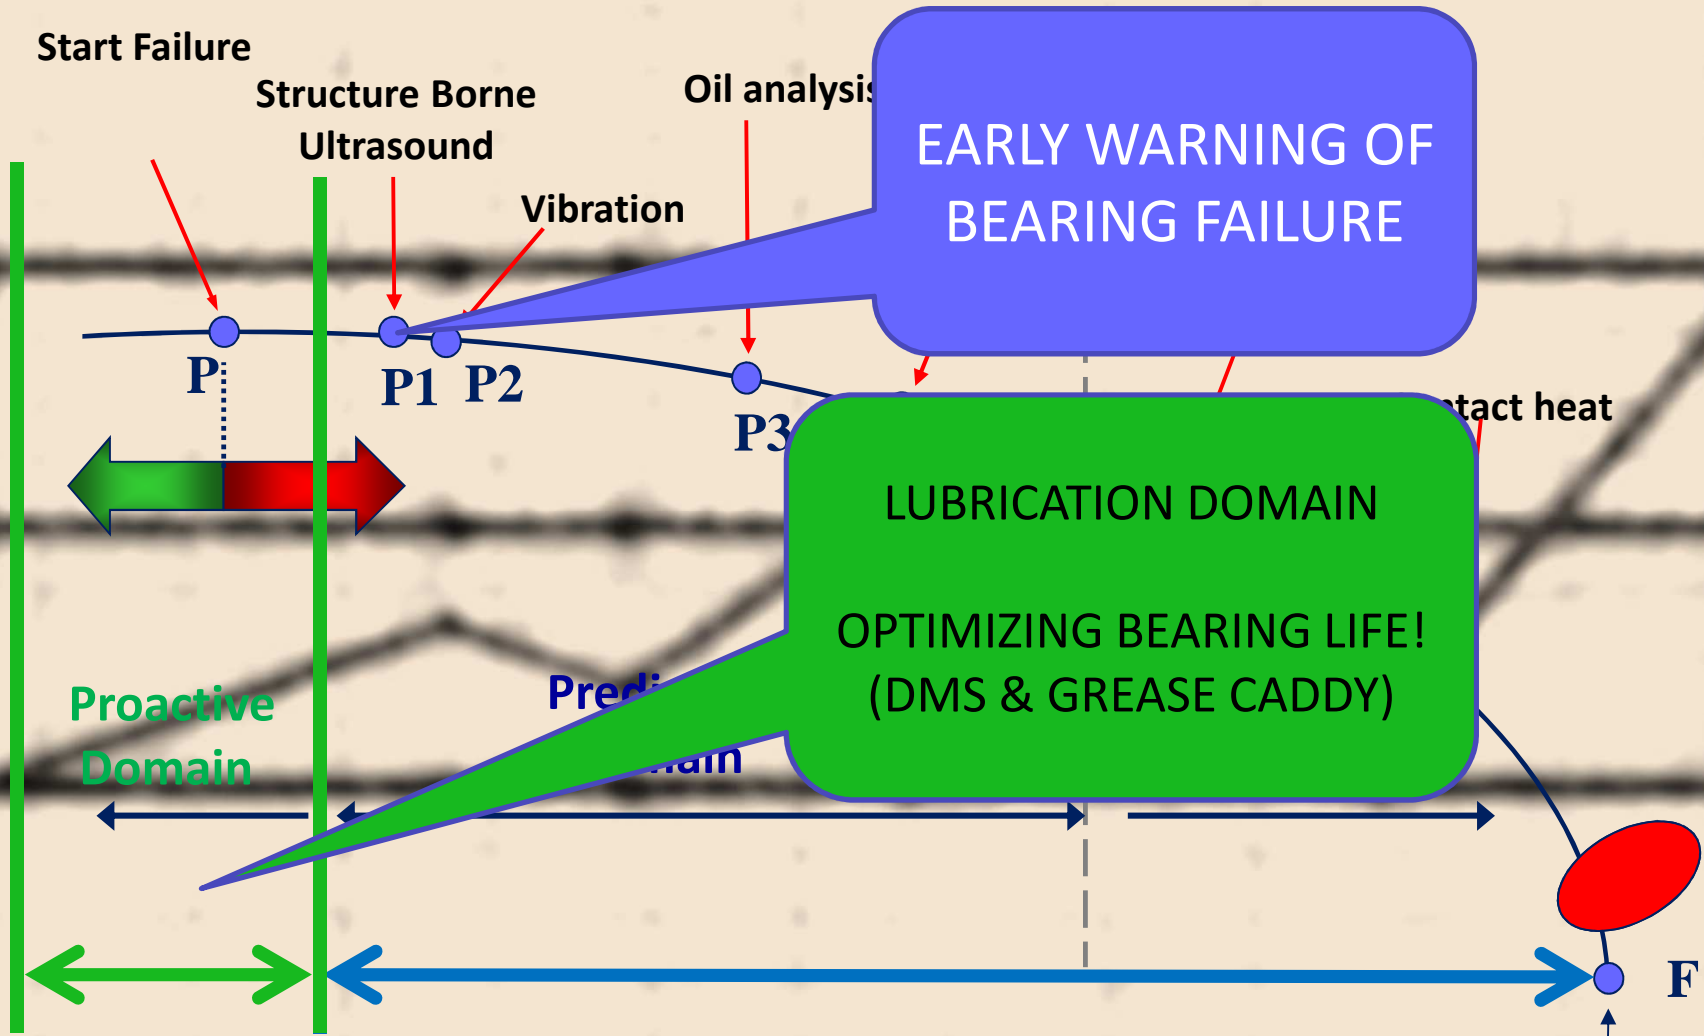 Start Failure
Structure Borne
Ultrasound
Vibration
Oil analysis
EARLY WARNING OF
BEARING FAILURE
P
P1
P2
P3
LUBRICATION DOMAIN
OPTIMIZING BEARING LIFE!
(DMS & GREASE CADDY)
heat
Proactive
Domain
F